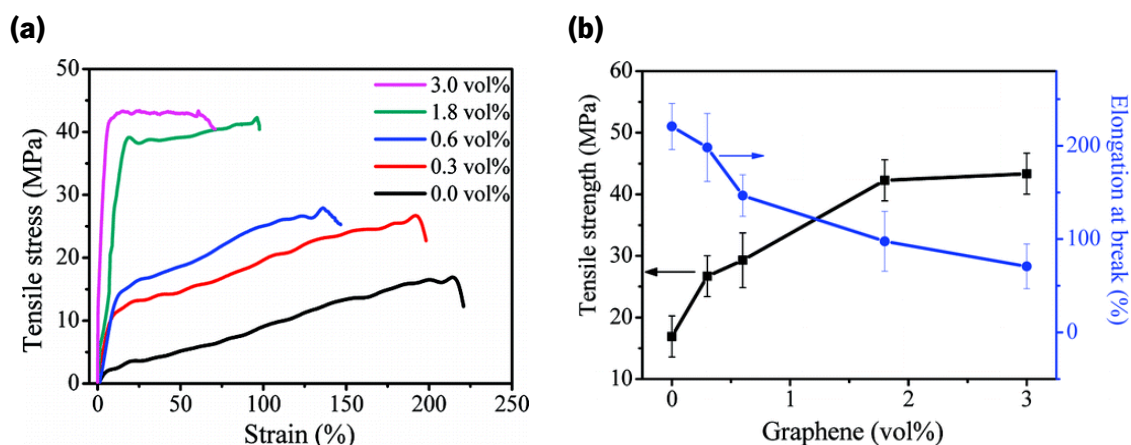 (a)
Tensile stress (MPa)
50
40
30
20
10
0
3.0 vol%
1.8 vol%
0.6 vol%
0.3 vol%
0.0 vol%
0 50 100 150 200 250
Strain (%)
(b)
Tensile strength (MPa)
60
50
40
30
20
10
0 1 2 3
Graphene (vol%)
200
100
0
Elongation at break (%)